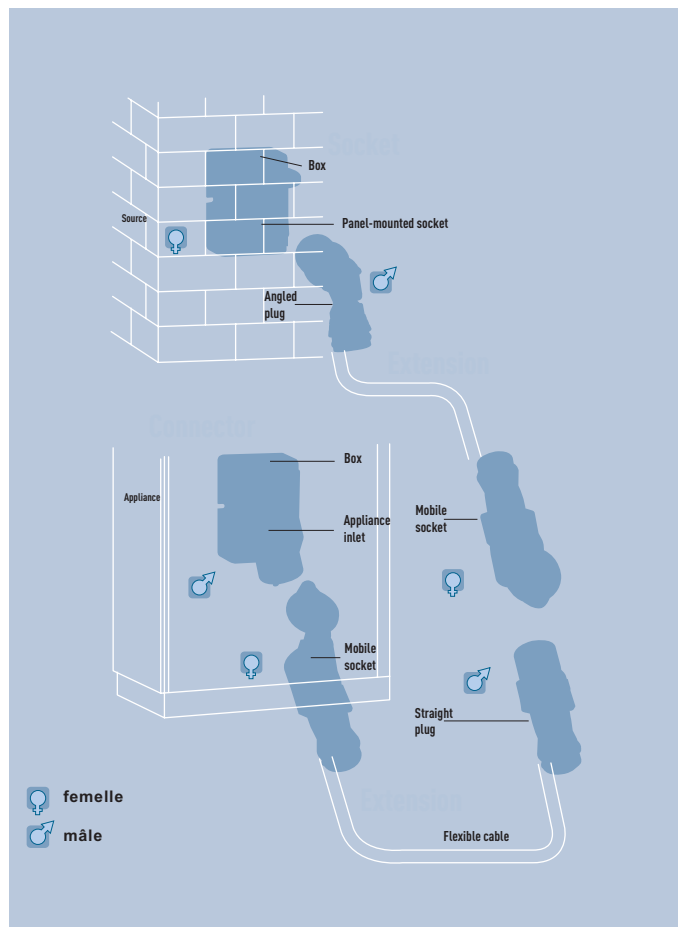 Socket
Box
Source
Panel-mounted socket
Angled
plug
Extension
Connector
Box
Appliance
Appliance
inlet
Mobile
socket
Mobile
socket
Straight
plug
femelle
Extension
mâle
Flexible cable